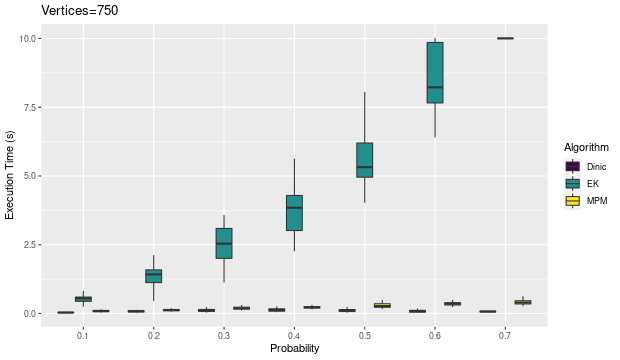 Vertices=750
10.0
7.5
5.0
2.5
0.0
Execution Time (s)
0.1 0.2 0.3 0.4 0.5 0.6 0.7
Probability
Algorithm
Dinic
EK
MPM